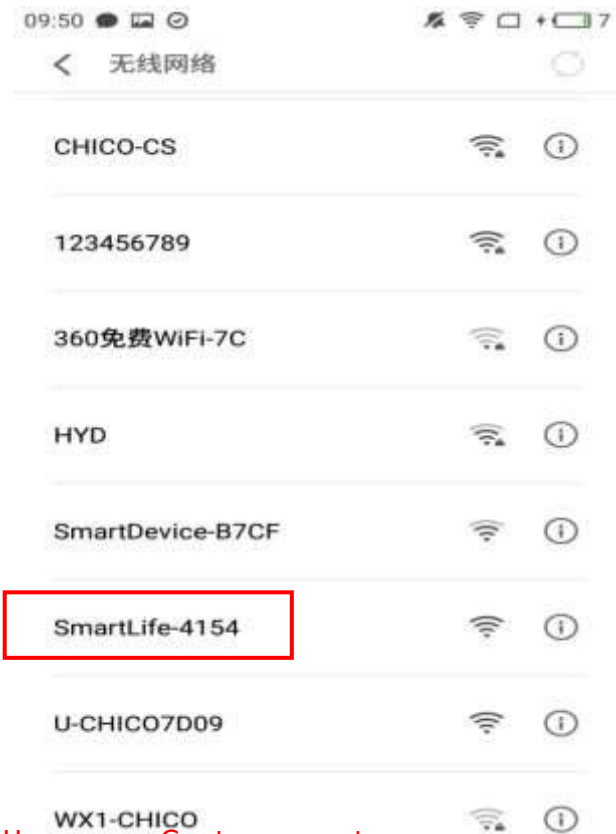 09:50 7
无线网络
CHICO-CS
123456789
360免费WiFi-7C
HYD
SmartDevice-B7CF
SmartLife-4154
U-CHICO7D09
WX1-CHICO